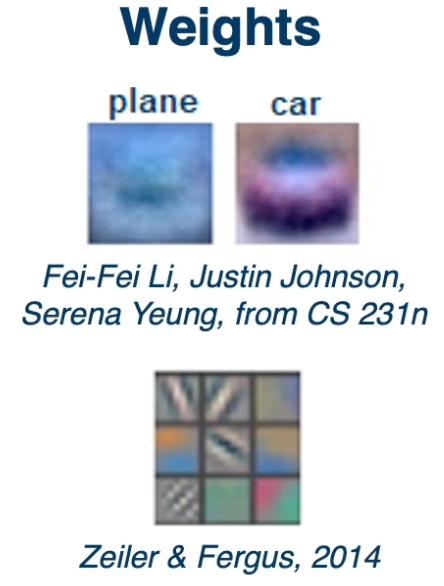 Weights
plane car
Fei-Fei Li, Justin Johnson,
Serena Yeung, from CS 231n
Zeiler & Fergus, 2014